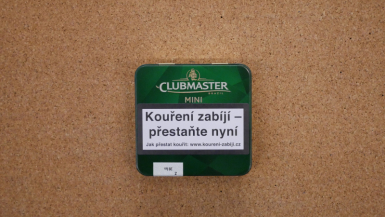 CLUBMASTER
MINI
Kouření zabíjí –
přestaňte nyní
Jak přestat kouřit: www.koureni-zabiji.cz